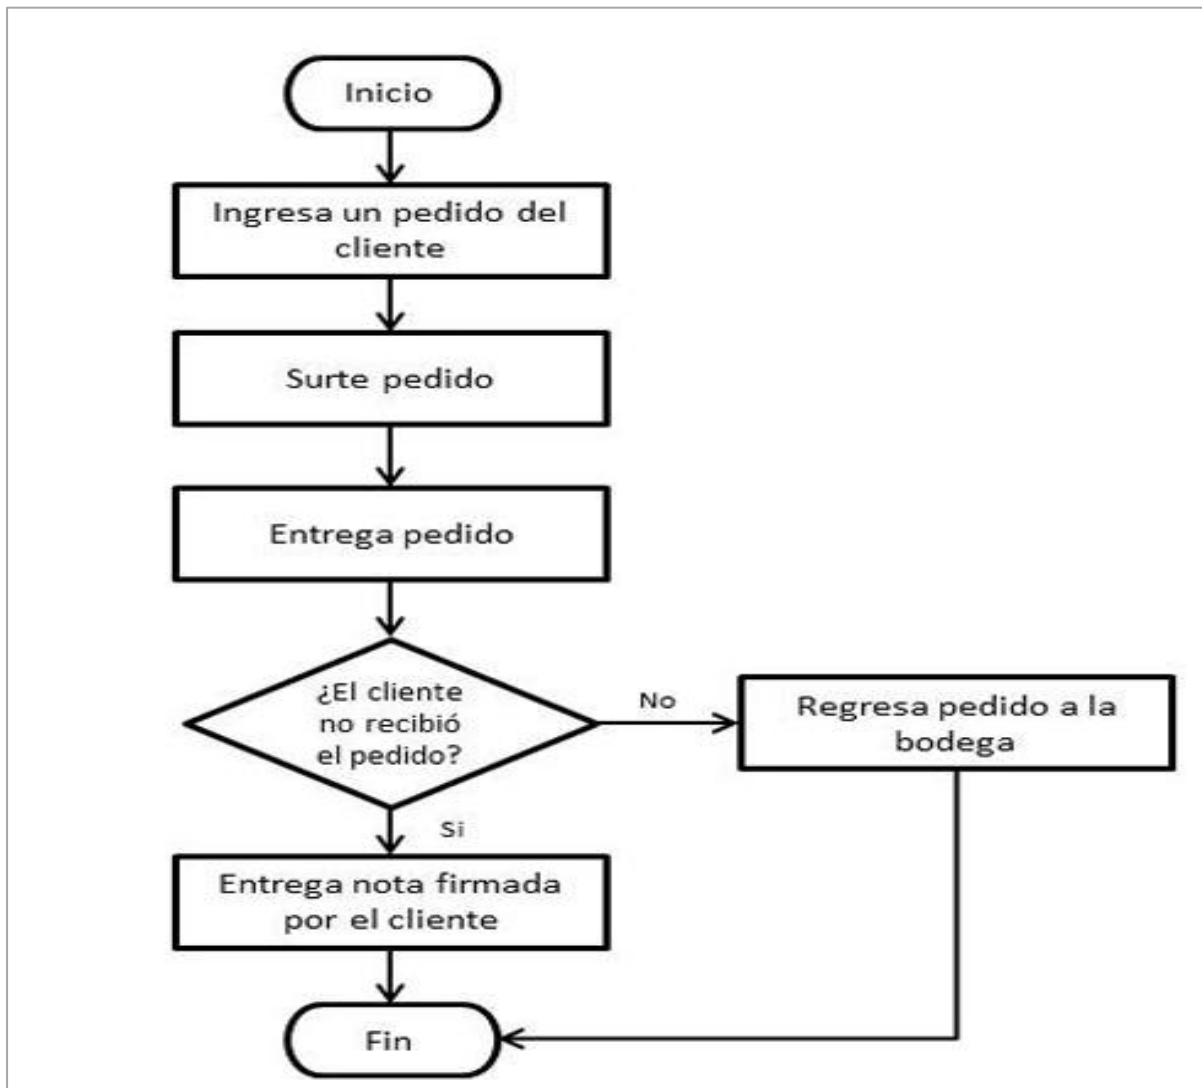 Inicio
Ingresa un pedido del
cliente
Surte pedido
Entrega pedido
¿El cliente
no recibió
el pedido?
No
Regresa pedido a la
bodega
Si
Entrega nota firmada
por el cliente
Fin